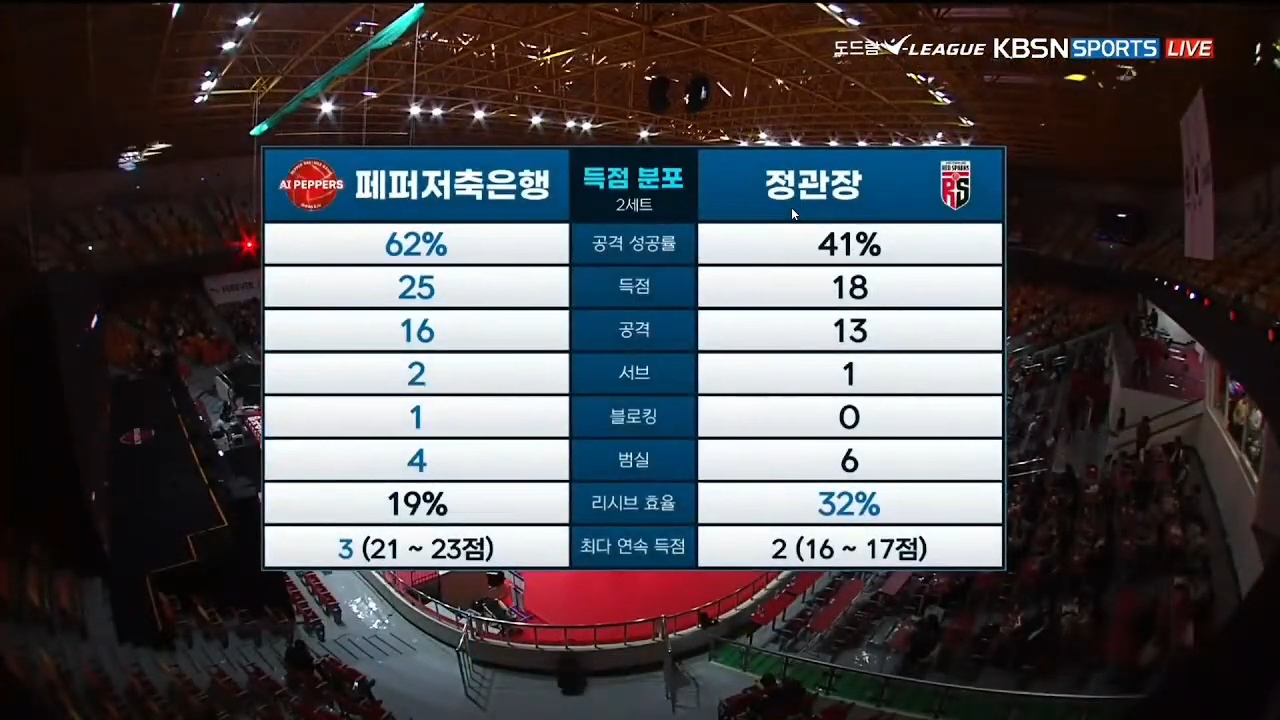 도드람 V-LEAGUE KBSN SPORTS LIVE
AI PEPPERS 페퍼저축은행 득점 분포 정관장 RED SPARKS RS
2세트
62% 공격 성공률 41%
25 득점 18
16 공격 13
2 서브 1
1 블로킹 0
4 범실 6
19% 리시브 효율 32%
3 (21 ~ 23점) 최다 연속 득점 2 (16 ~ 17점)